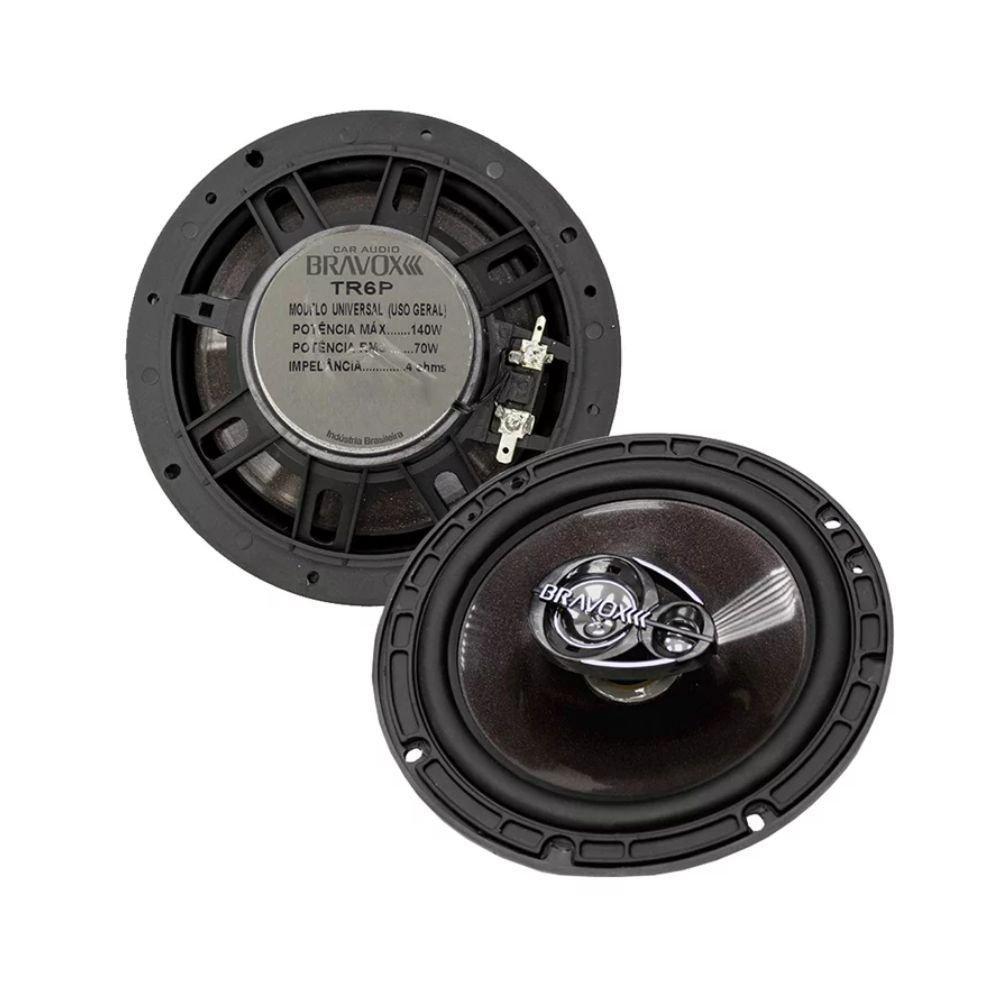 CAR AUDIO
BRAVOX
TR6P
MODELO UNIVERSAL (USO GERAL)
POTÊNCIA MÁX.......140W
POTÊNCIA RMS ......70W
IMPELÂNCIA............4 ohms
Indústria Brasileira
BRAVOX